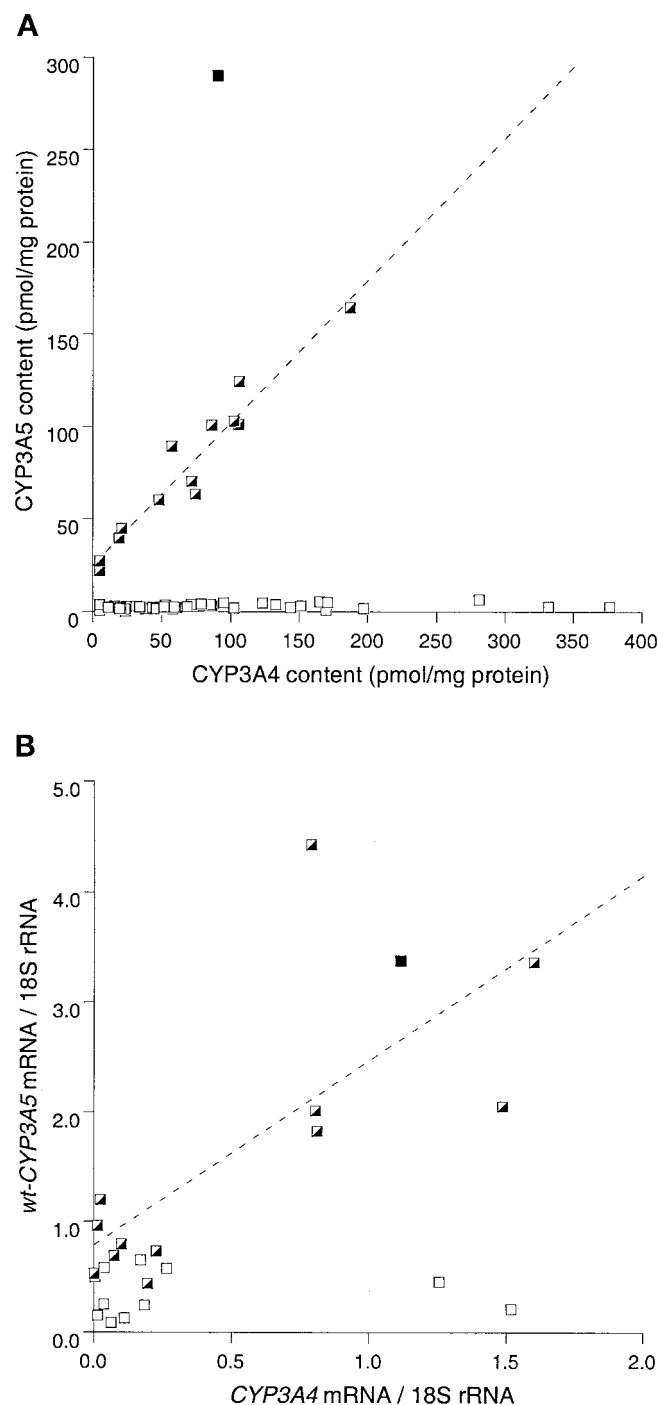 A
300
250
200
150
100
50
0
CYP3A5 content (pmol/mg protein)
0 50 100 150 200 250 300 350 400
CYP3A4 content (pmol/mg protein)
B
5.0
4.0
3.0
2.0
1.0
0.0
wt-CYP3A5 mRNA / 18S rRNA
0.0 0.5 1.0 1.5 2.0
CYP3A4 mRNA / 18S rRNA